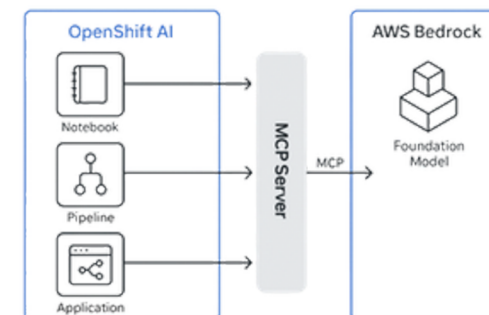 OpenShift AI
Notebook
Pipeline
Application
MCP Server
MCP
AWS Bedrock
Foundation
Model